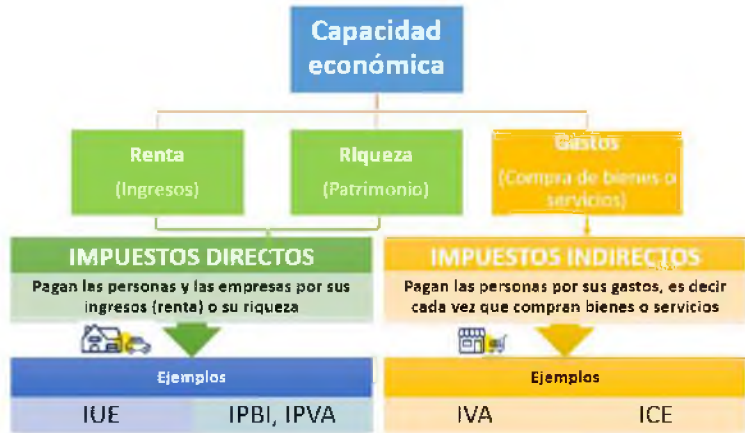 Capacidad
económica
Renta
(Ingresos)
Riqueza
(Patrimonio)
Gastos
(Compra de bienes o
servicios)
IMPUESTOS DIRECTOS
Pagan las personas y las empresas por sus
ingresos (renta) o su riqueza
IMPUESTOS INDIRECTOS
Pagan las personas por sus gastos, es decir
cada vez que compran bienes o servicios
Ejemplos
IUE
IPBI, IPVA
Ejemplos
IVA
ICE